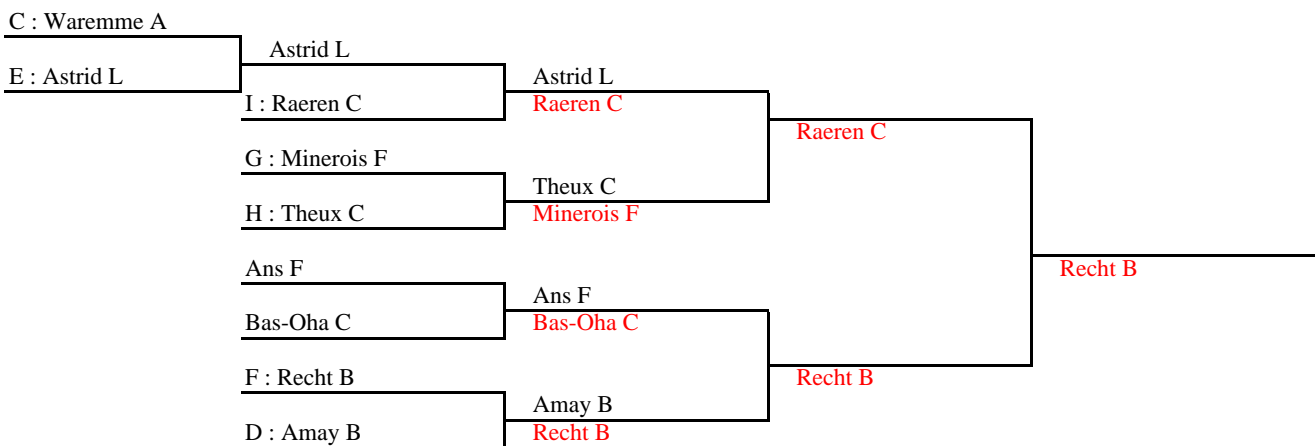 C : Waremme A
Astrid L
E : Astrid L
Astrid L
I : Raeren C
Raeren C
Raeren C
G : Minerois F
Theux C
H : Theux C
Minerois F
Ans F
Recht B
Ans F
Bas-Oha C
Bas-Oha C
F : Recht B
Recht B
Amay B
D : Amay B
Recht B